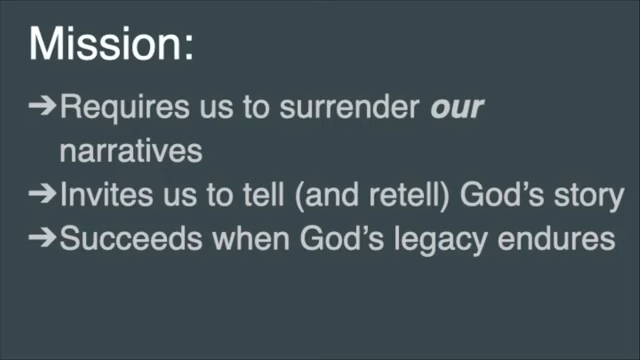 Mission:
➔Requires us to surrender our
narratives
➔Invites us to tell (and retell) God’s story
➔Succeeds when God’s legacy endures